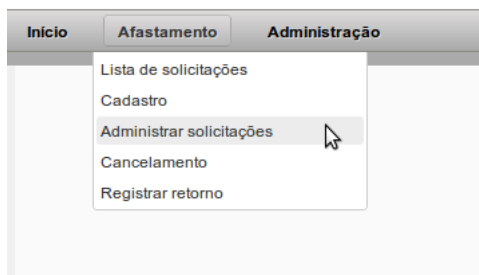 Início Afastamento Administração
Lista de solicitações
Cadastro
Administrar solicitações
Cancelamento
Registrar retorno